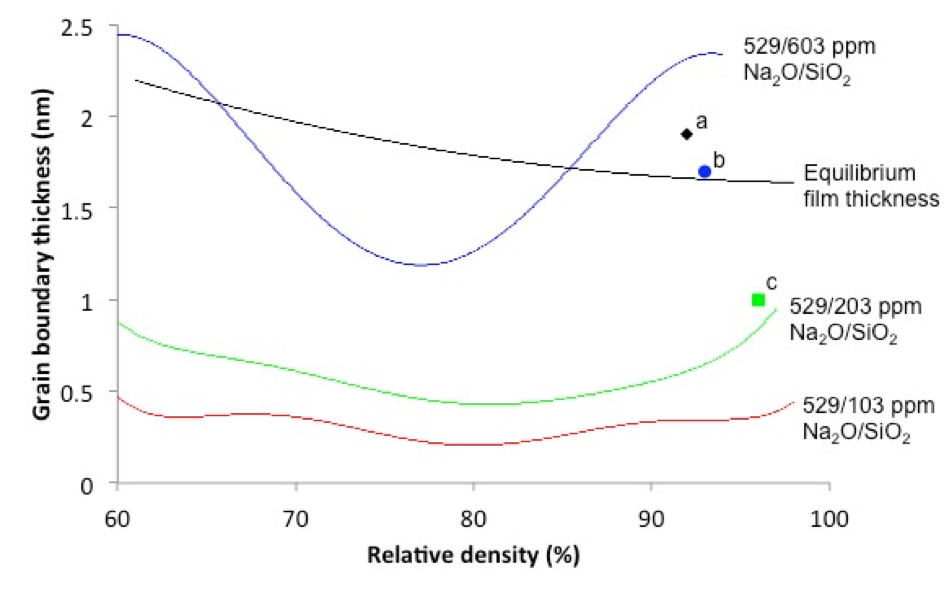 2.5
2
1.5
1
0.5
0
60
70
80
90
100
Grain boundary thickness (nm)
Relative density (%)
529/603 ppm
Na₂O/SiO₂
a
b
Equilibrium
film thickness
c
529/203 ppm
Na₂O/SiO₂
529/103 ppm
Na₂O/SiO₂